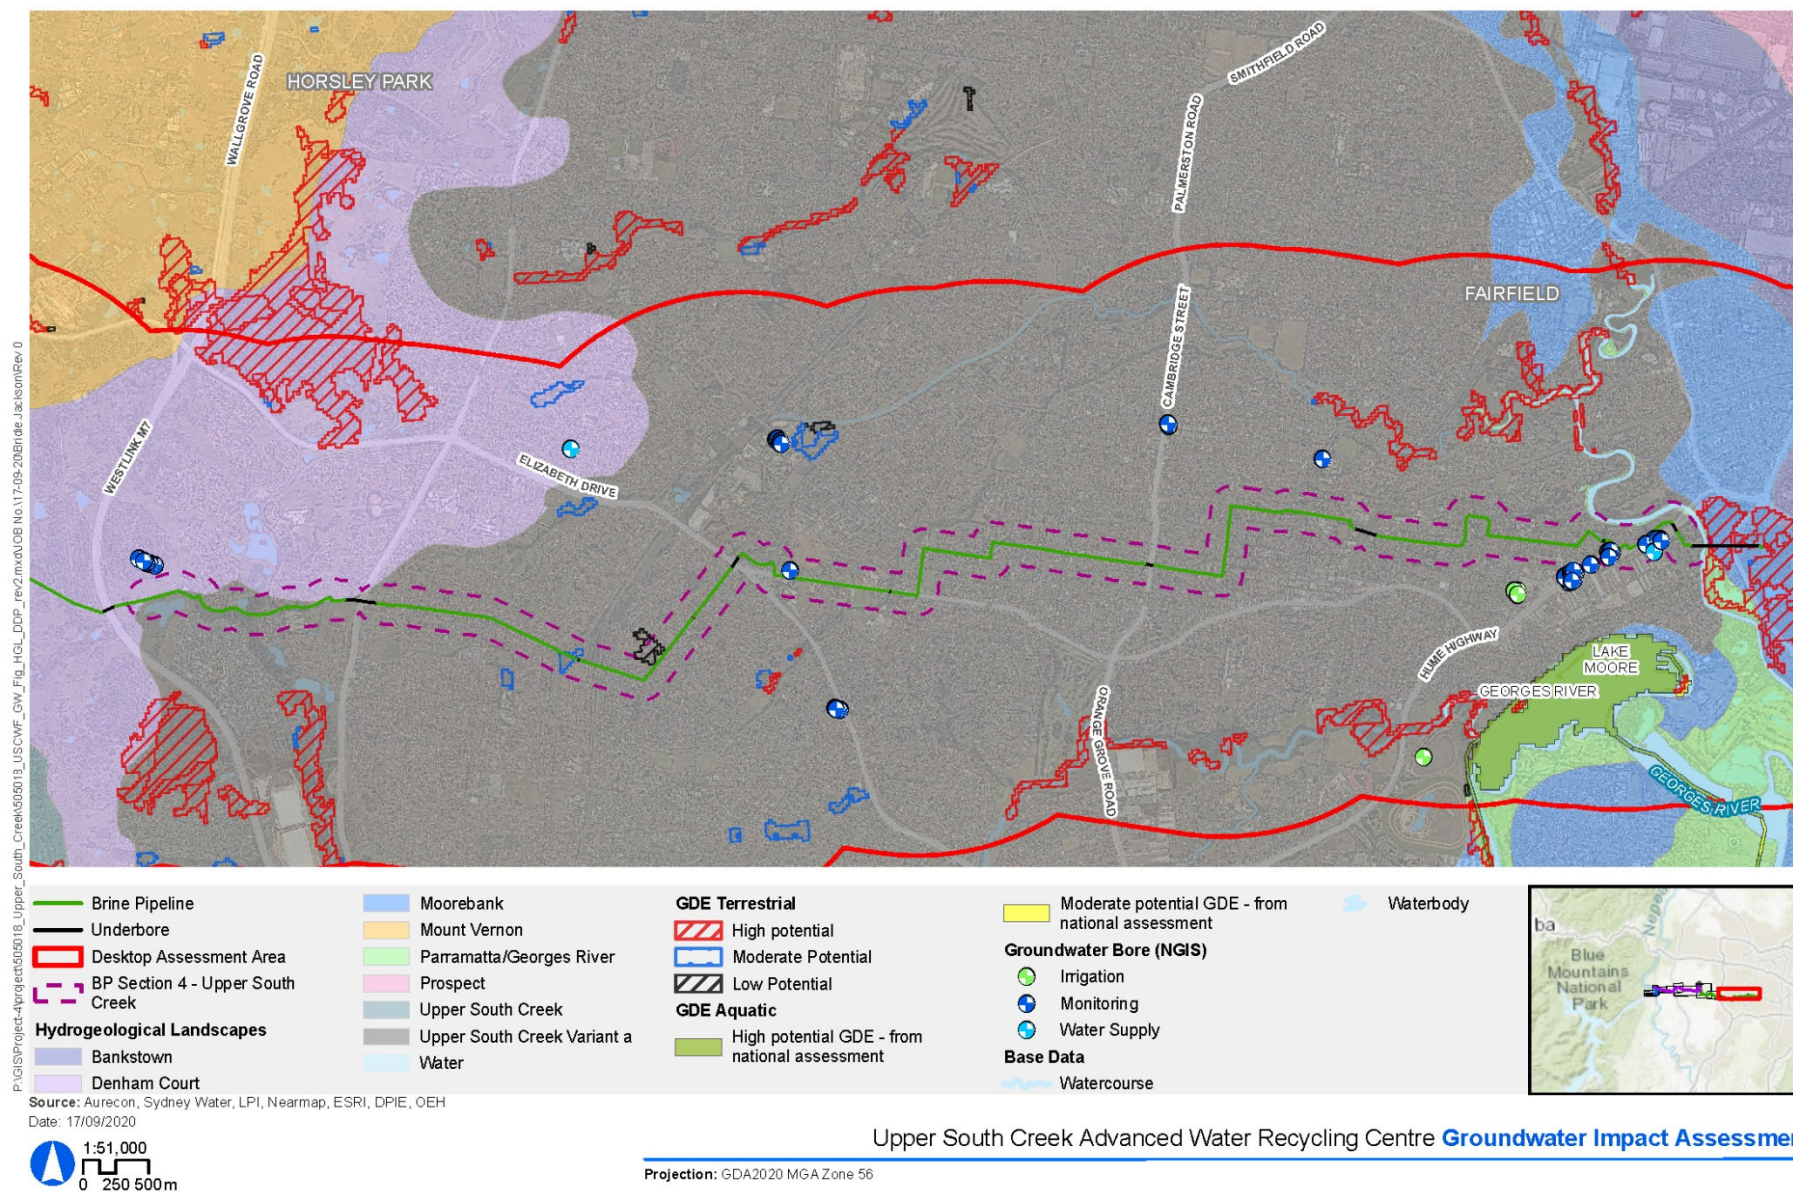 HORSLEY PARK
WALLGROVE ROAD
SMITHFIELD ROAD
PALMERSTON ROAD
FAIRFIELD
CAMBRIDGE STREET
WESTLINK M7
ELIZABETH DRIVE
HUME HIGHWAY
LAKE
MOORE
GEORGES RIVER
ORANGE GROVE ROAD
GEORGES RIVER
Brine Pipeline
Underbore
Desktop Assessment Area
BP Section 4 - Upper South
Creek
Hydrogeological Landscapes
Bankstown
Denham Court
Moorebank
Mount Vernon
Parramatta/Georges River
Prospect
Upper South Creek
Upper South Creek Variant a
Water
GDE Terrestrial
High potential
Moderate Potential
Low Potential
GDE Aquatic
High potential GDE - from
national assessment
Moderate potential GDE - from
national assessment
Groundwater Bore (NGIS)
Irrigation
Monitoring
Water Supply
Base Data
Watercourse
Waterbody
ba
Nepe
Blue
Mountains
National
Park
Source: Aurecon, Sydney Water, LPI, Nearmap, ESRI, DPIE, OEH
Date: 17/09/2020
1:51,000
0 250 500m
Upper South Creek Advanced Water Recycling Centre Groundwater Impact Assessme
Projection: GDA2020 MGA Zone 56